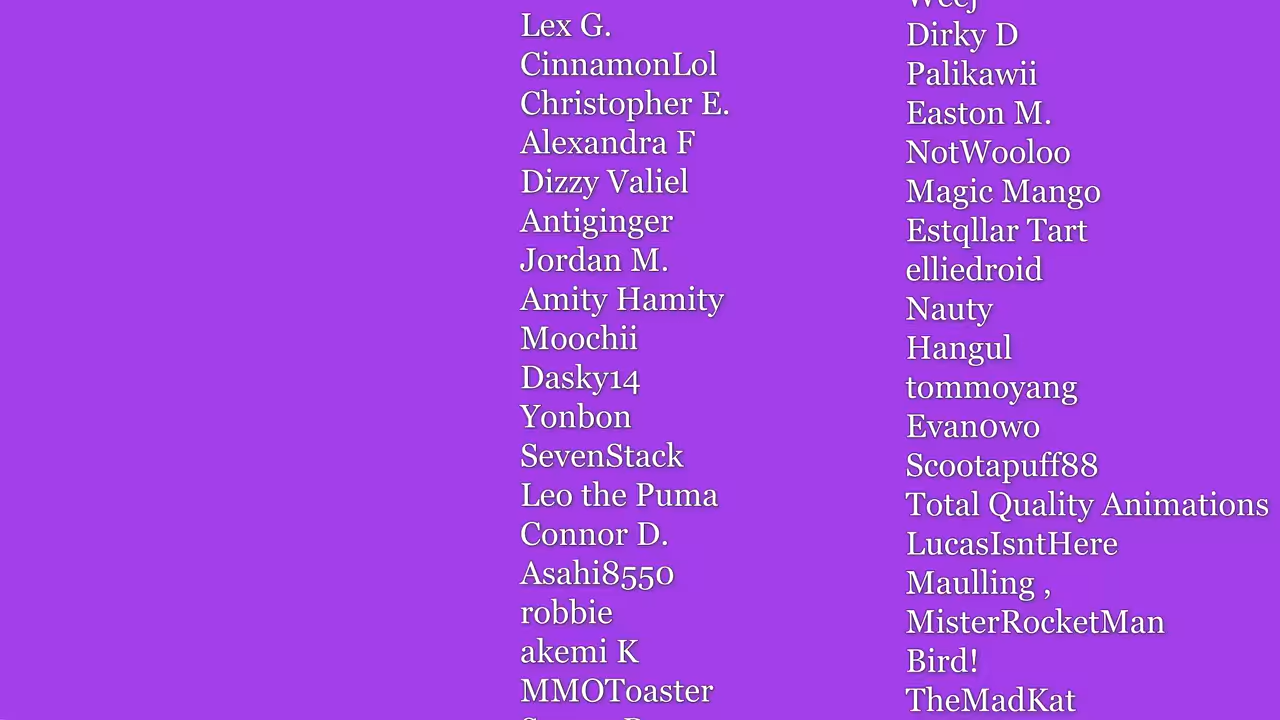 Lex G.
CinnamonLol
Christopher E.
Alexandra F
Dizzy Valiel
Antiginger
Jordan M.
Amity Hamity
Moochii
Dasky14
Yonbon
SevenStack
Leo the Puma
Connor D.
Asahi8550
robbie
akemi K
MMOToaster
Dirky D
Palikawii
Easton M.
NotWooloo
Magic Mango
Estqllar Tart
elliedroid
Nauty
Hangul
tommoyang
Evan0wo
Scootapuff88
Total Quality Animations
LucasIsntHere
Maulling ,
MisterRocketMan
Bird!
TheMadKat